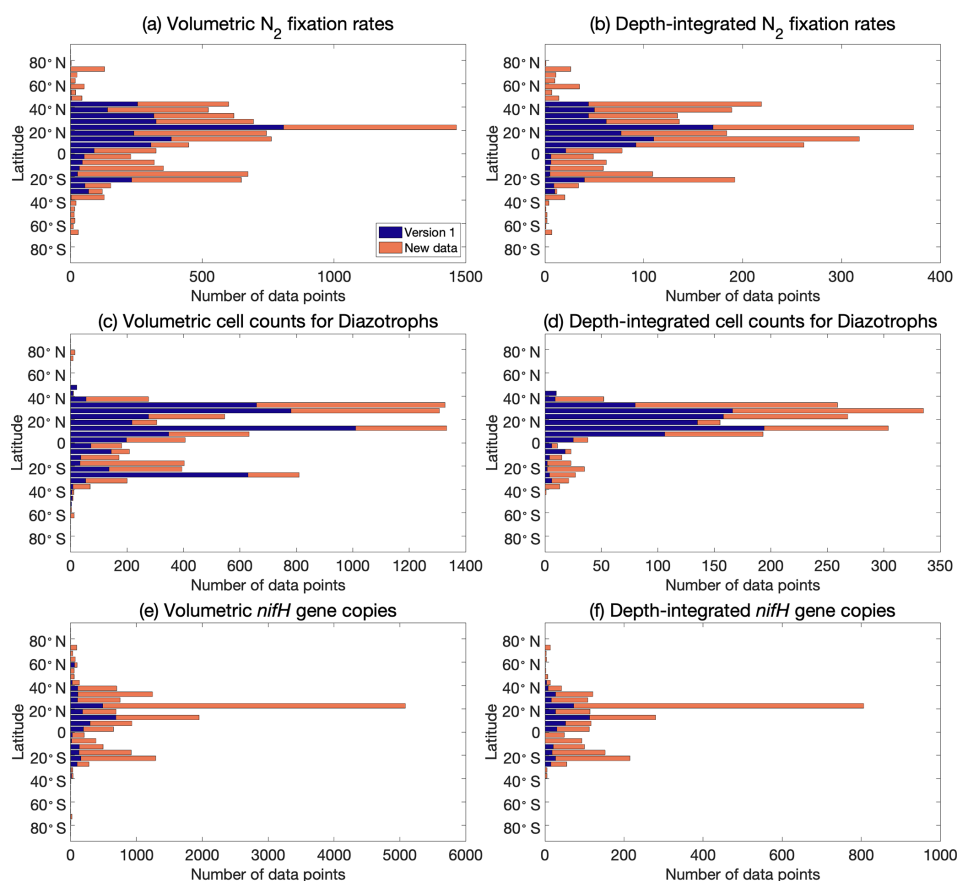 (a) Volumetric N2 fixation rates
80° N
60° N
40° N
20° N
0
20° S
40° S
60° S
80° S
Latitude
Version 1
New data
0 500 1000 1500
Number of data points
(b) Depth-integrated N2 fixation rates
80° N
60° N
40° N
20° N
0
20° S
40° S
60° S
80° S
Latitude
0 100 200 300 400
Number of data points
(c) Volumetric cell counts for Diazotrophs
80° N
60° N
40° N
20° N
0
20° S
40° S
60° S
80° S
Latitude
0 200 400 600 800 1000 1200 1400
Number of data points
(d) Depth-integrated cell counts for Diazotrophs
80° N
60° N
40° N
20° N
0
20° S
40° S
60° S
80° S
Latitude
0 50 100 150 200 250 300 350
Number of data points
(e) Volumetric nifH gene copies
80° N
60° N
40° N
20° N
0
20° S
40° S
60° S
80° S
Latitude
0 1000 2000 3000 4000 5000 6000
Number of data points
(f) Depth-integrated nifH gene copies
80° N
60° N
40° N
20° N
0
20° S
40° S
60° S
80° S
Latitude
0 200 400 600 800 1000
Number of data points